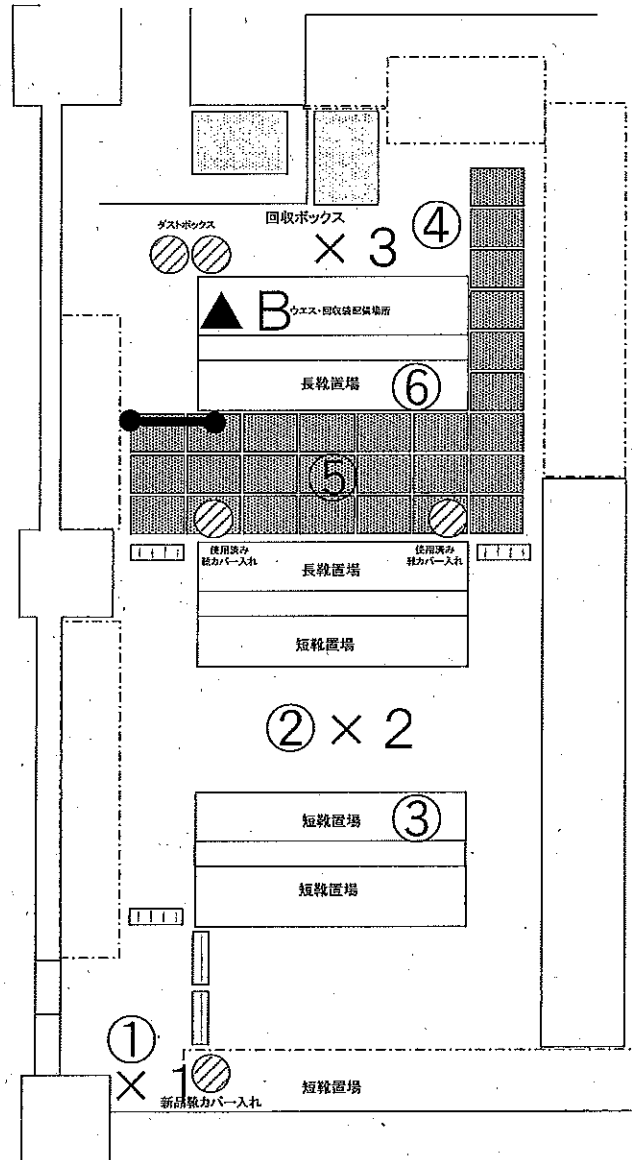 ダストボックス
回収ボックス
④
× 3
▲ B ウエス・回収袋配備場所
長靴置場 ⑥
⑤
使用済み
靴カバー入れ
使用済み
靴カバー入れ
長靴置場
短靴置場
② × 2
短靴置場 ③
短靴置場
①
× 1
新品靴カバー入れ
短靴置場